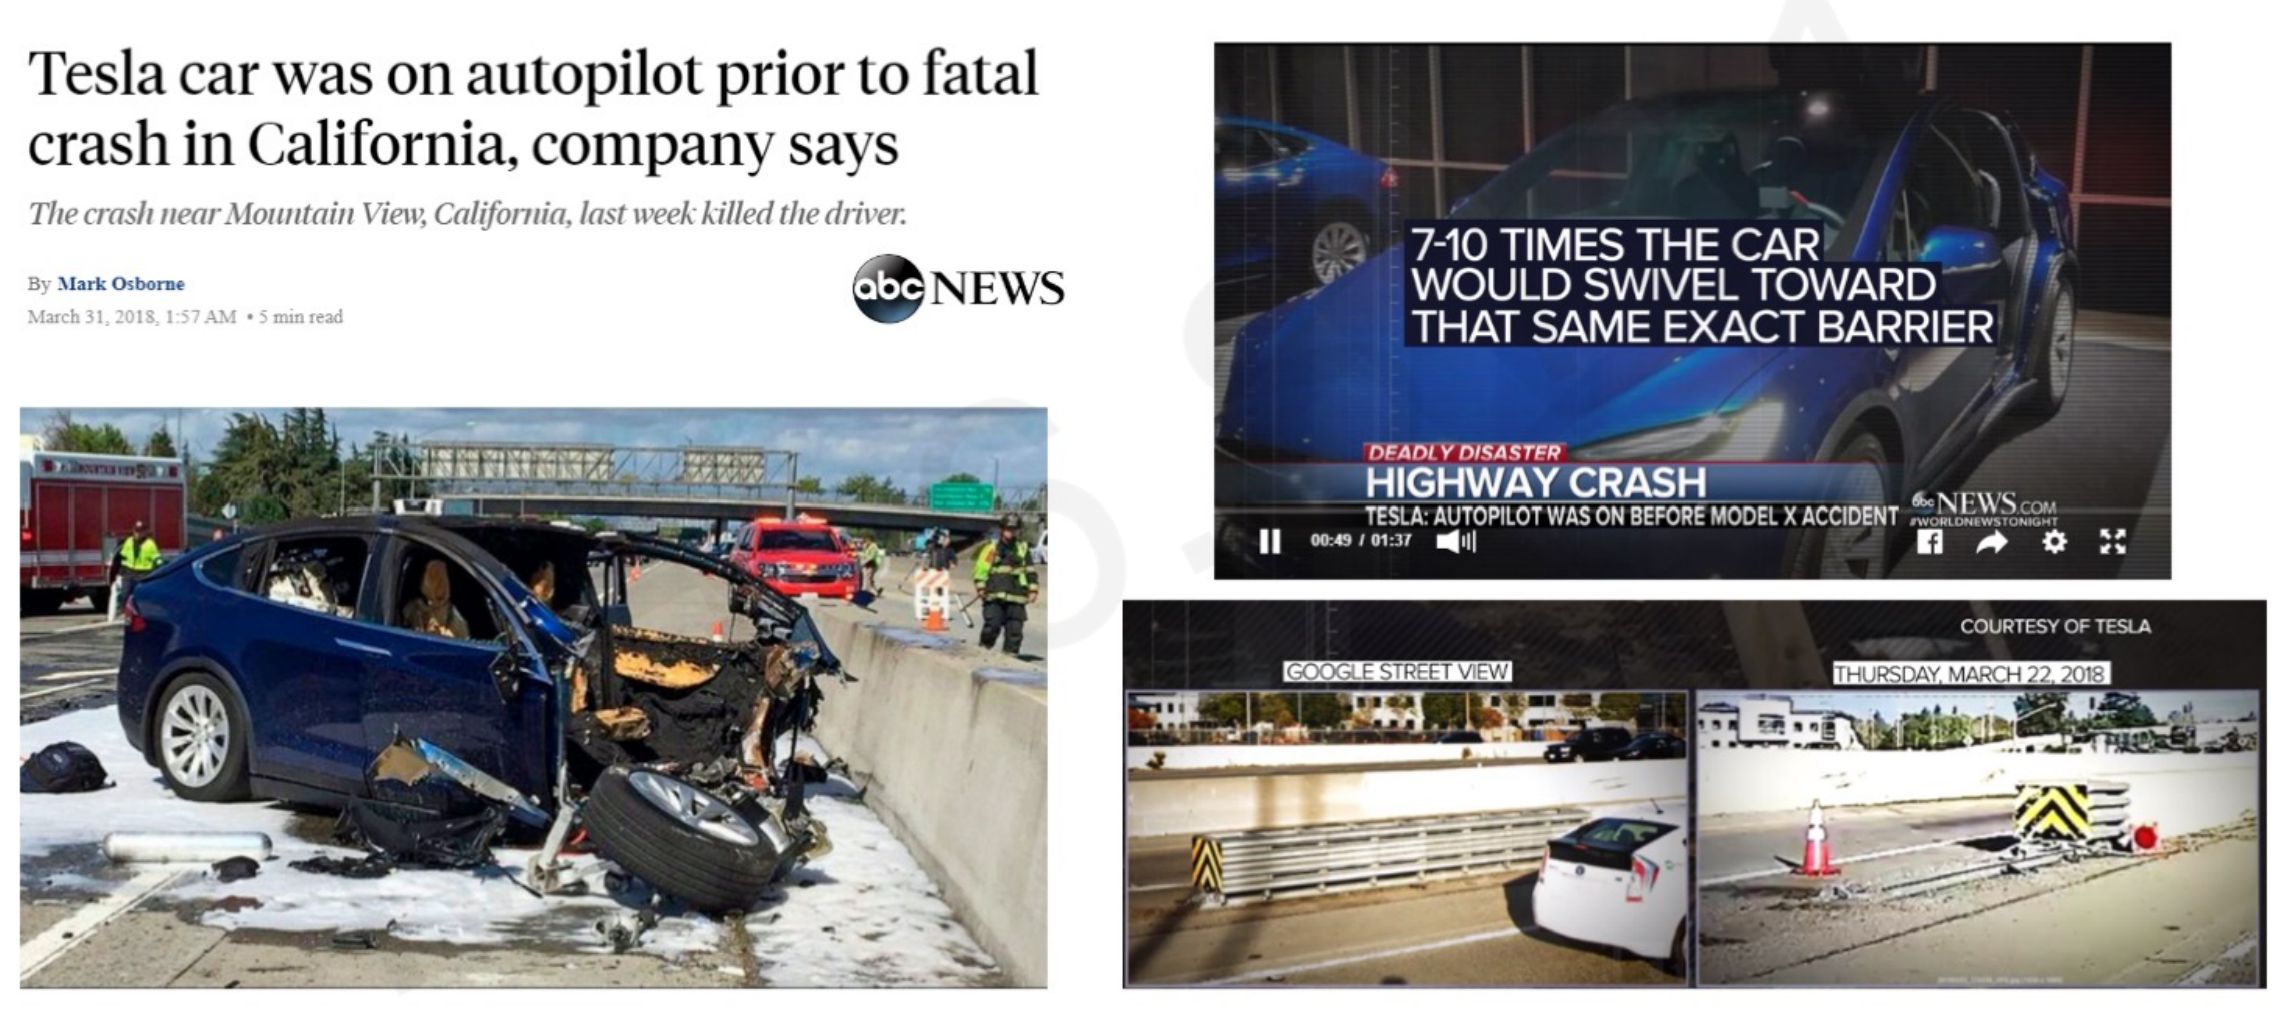 Tesla car was on autopilot prior to fatal
crash in California, company says
The crash near Mountain View, California, last week killed the driver.
By Mark Osborne
March 31, 2018, 1:57 AM • 5 min read
abc NEWS
MOUNTAIN VIEW
7-10 TIMES THE CAR
WOULD SWIVEL TOWARD
THAT SAME EXACT BARRIER
DEADLY DISASTER
HIGHWAY CRASH
TESLA: AUTOPILOT WAS ON BEFORE MODEL X ACCIDENT
abc NEWS.COM
#WORLDNEWSTONIGHT
00:49 / 01:37
COURTESY OF TESLA
GOOGLE STREET VIEW
THURSDAY, MARCH 22, 2018